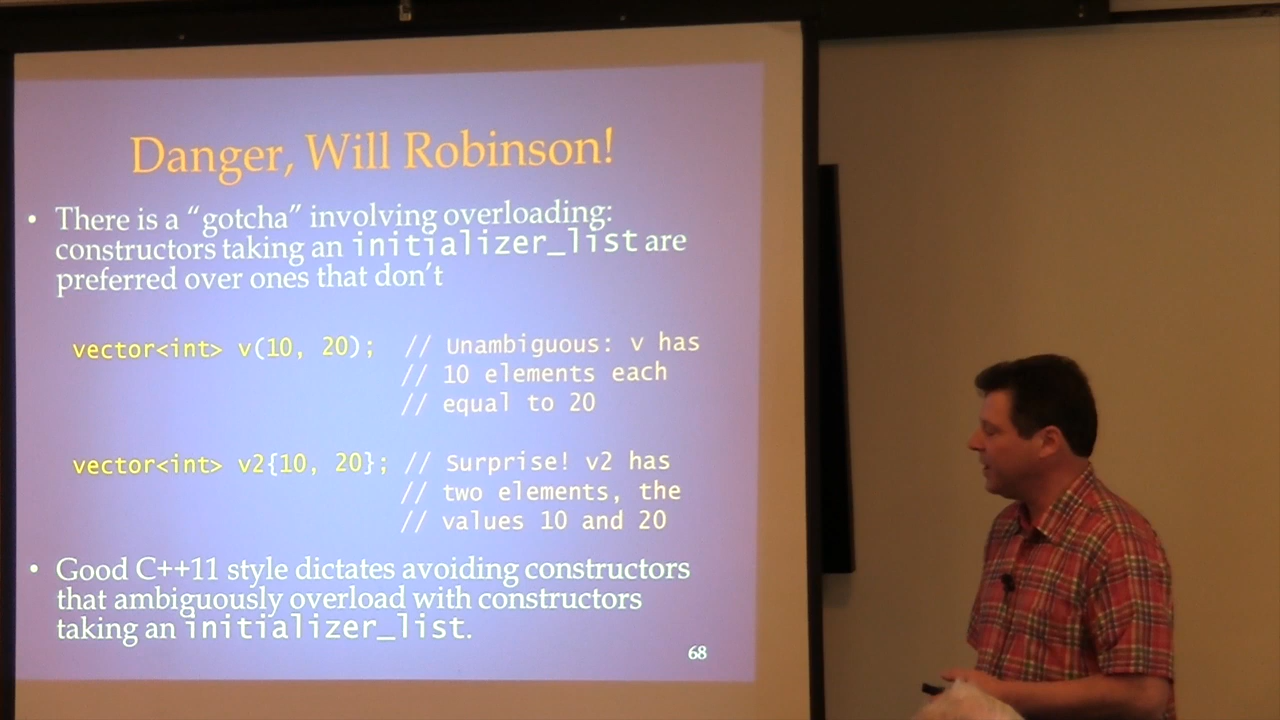 Danger, Will Robinson!
• There is a “gotcha” involving overloading:
constructors taking an initializer_list are
preferred over ones that don’t
vector<int> v(10, 20); // Unambiguous: v has
// 10 elements each
// equal to 20
vector<int> v2{10, 20}; // Surprise! v2 has
// two elements, the
// values 10 and 20
• Good C++11 style dictates avoiding constructors
that ambiguously overload with constructors
taking an initializer_list.
68